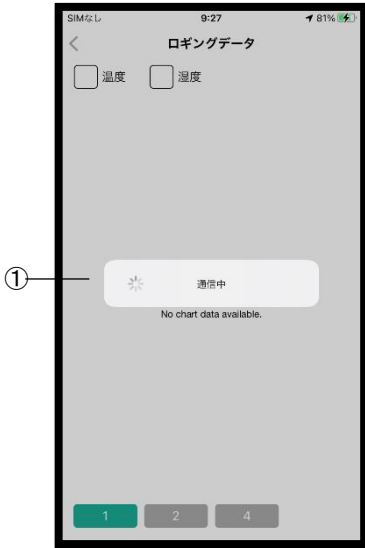 SIMなし 9:27 81%
ロギングデータ
温度 湿度
①
通信中
No chart data available.
1 2 4